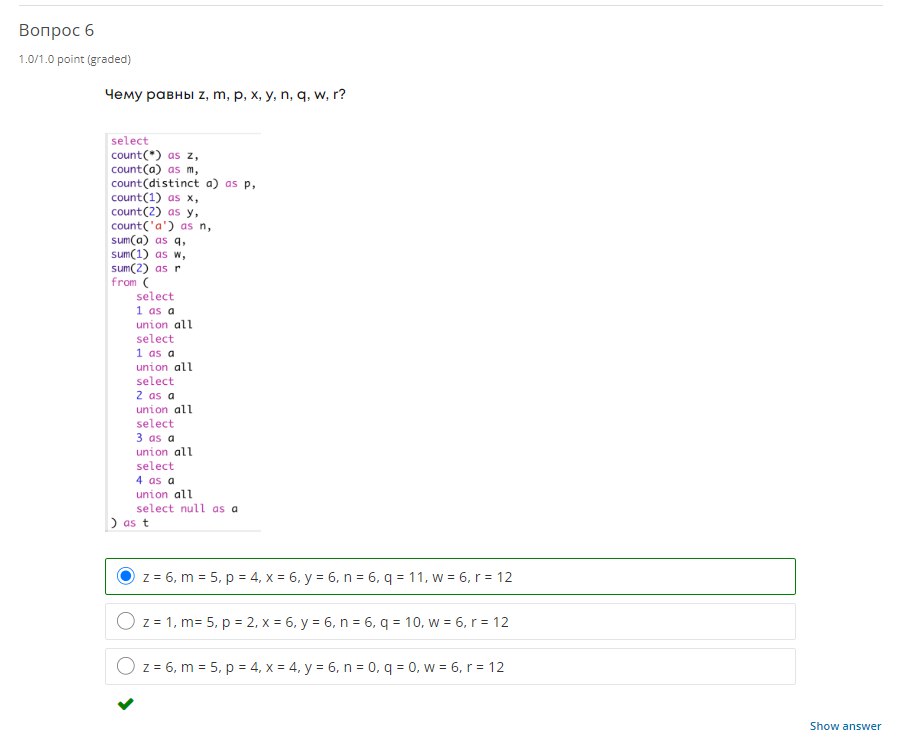 Вопрос 6
1.0/1.0 point (graded)
Чему равны z, m, p, x, y, n, q, w, r?
select
count(*) as z,
count(a) as m,
count(distinct a) as p,
count(1) as x,
count(2) as y,
count('a') as n,
sum(a) as q,
sum(1) as w,
sum(2) as r
from (
select
1 as a
union all
select
1 as a
union all
select
2 as a
union all
select
3 as a
union all
select
4 as a
union all
select null as a
) as t
z = 6, m = 5, p = 4, x = 6, y = 6, n = 6, q = 11, w = 6, r = 12
z = 1, m= 5, p = 2, x = 6, y = 6, n = 6, q = 10, w = 6, r = 12
z = 6, m = 5, p = 4, x = 4, y = 6, n = 0, q = 0, w = 6, r = 12
Show answer